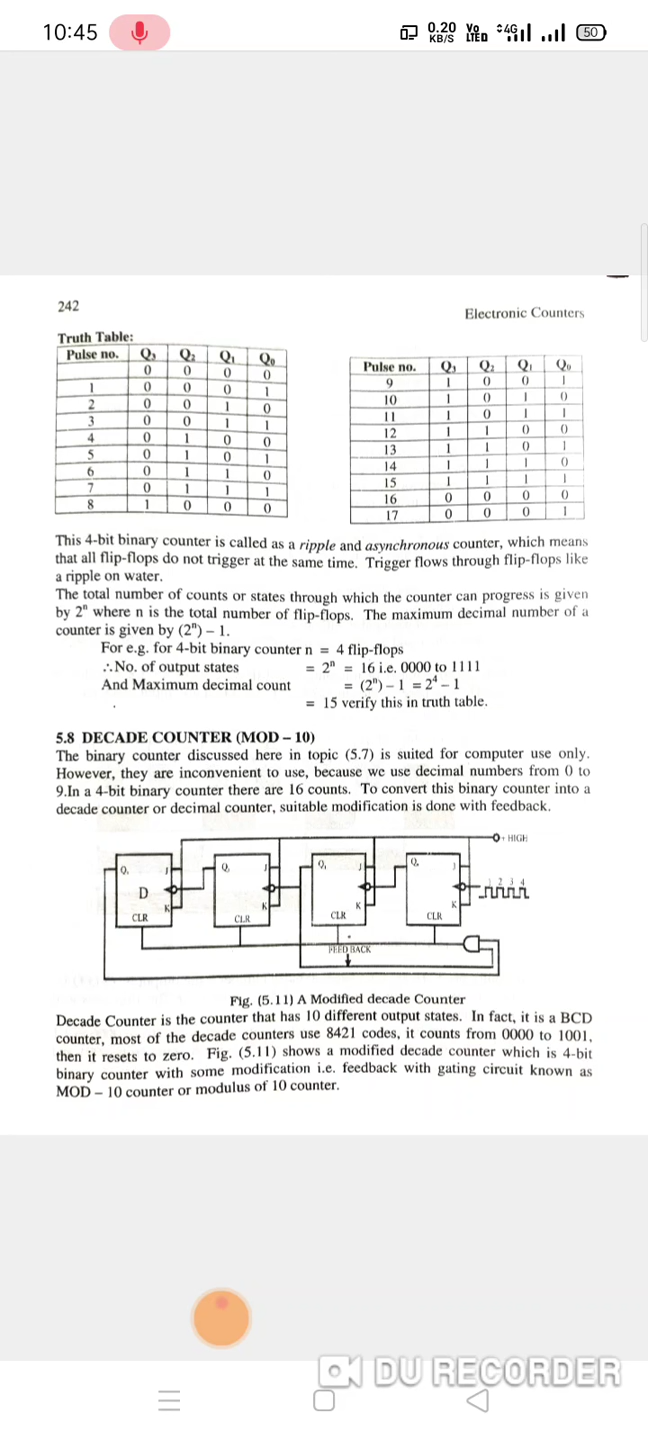 10:45 0.20 KB/S Vo LTED 4G 50
242
Electronic Counters
Truth Table:
Pulse no. Q₃ Q₂ Q₁ Q₀
0 0 0 0
1 0 0 0 1
2 0 0 1 0
3 0 0 1 1
4 0 1 0 0
5 0 1 0 1
6 0 1 1 0
7 0 1 1 1
8 1 0 0 0
Pulse no. Q₃ Q₂ Q₁ Q₀
9 1 0 0 1
10 1 0 1 0
11 1 0 1 1
12 1 1 0 0
13 1 1 0 1
14 1 1 1 0
15 1 1 1 1
16 0 0 0 0
17 0 0 0 1
This 4-bit binary counter is called as a ripple and asynchronous counter, which means
that all flip-flops do not trigger at the same time. Trigger flows through flip-flops like
a ripple on water.
The total number of counts or states through which the counter can progress is given
by 2ⁿ where n is the total number of flip-flops. The maximum decimal number of a
counter is given by (2ⁿ) – 1.
For e.g. for 4-bit binary counter n = 4 flip-flops
∴No. of output states = 2ⁿ = 16 i.e. 0000 to 1111
And Maximum decimal count = (2ⁿ) – 1 = 2⁴ – 1
= 15 verify this in truth table.
5.8 DECADE COUNTER (MOD – 10)
The binary counter discussed here in topic (5.7) is suited for computer use only.
However, they are inconvenient to use, because we use decimal numbers from 0 to
9.In a 4-bit binary counter there are 16 counts. To convert this binary counter into a
decade counter or decimal counter, suitable modification is done with feedback.
+ HIGH
Q, J Q, J Q, J Q, J 1 2 3 4
D
K K K K
CLR CLR CLR CLR
FEED BACK
Fig. (5.11) A Modified decade Counter
Decade Counter is the counter that has 10 different output states. In fact, it is a BCD
counter, most of the decade counters use 8421 codes, it counts from 0000 to 1001,
then it resets to zero. Fig. (5.11) shows a modified decade counter which is 4-bit
binary counter with some modification i.e. feedback with gating circuit known as
MOD – 10 counter or modulus of 10 counter.
DU RECORDER